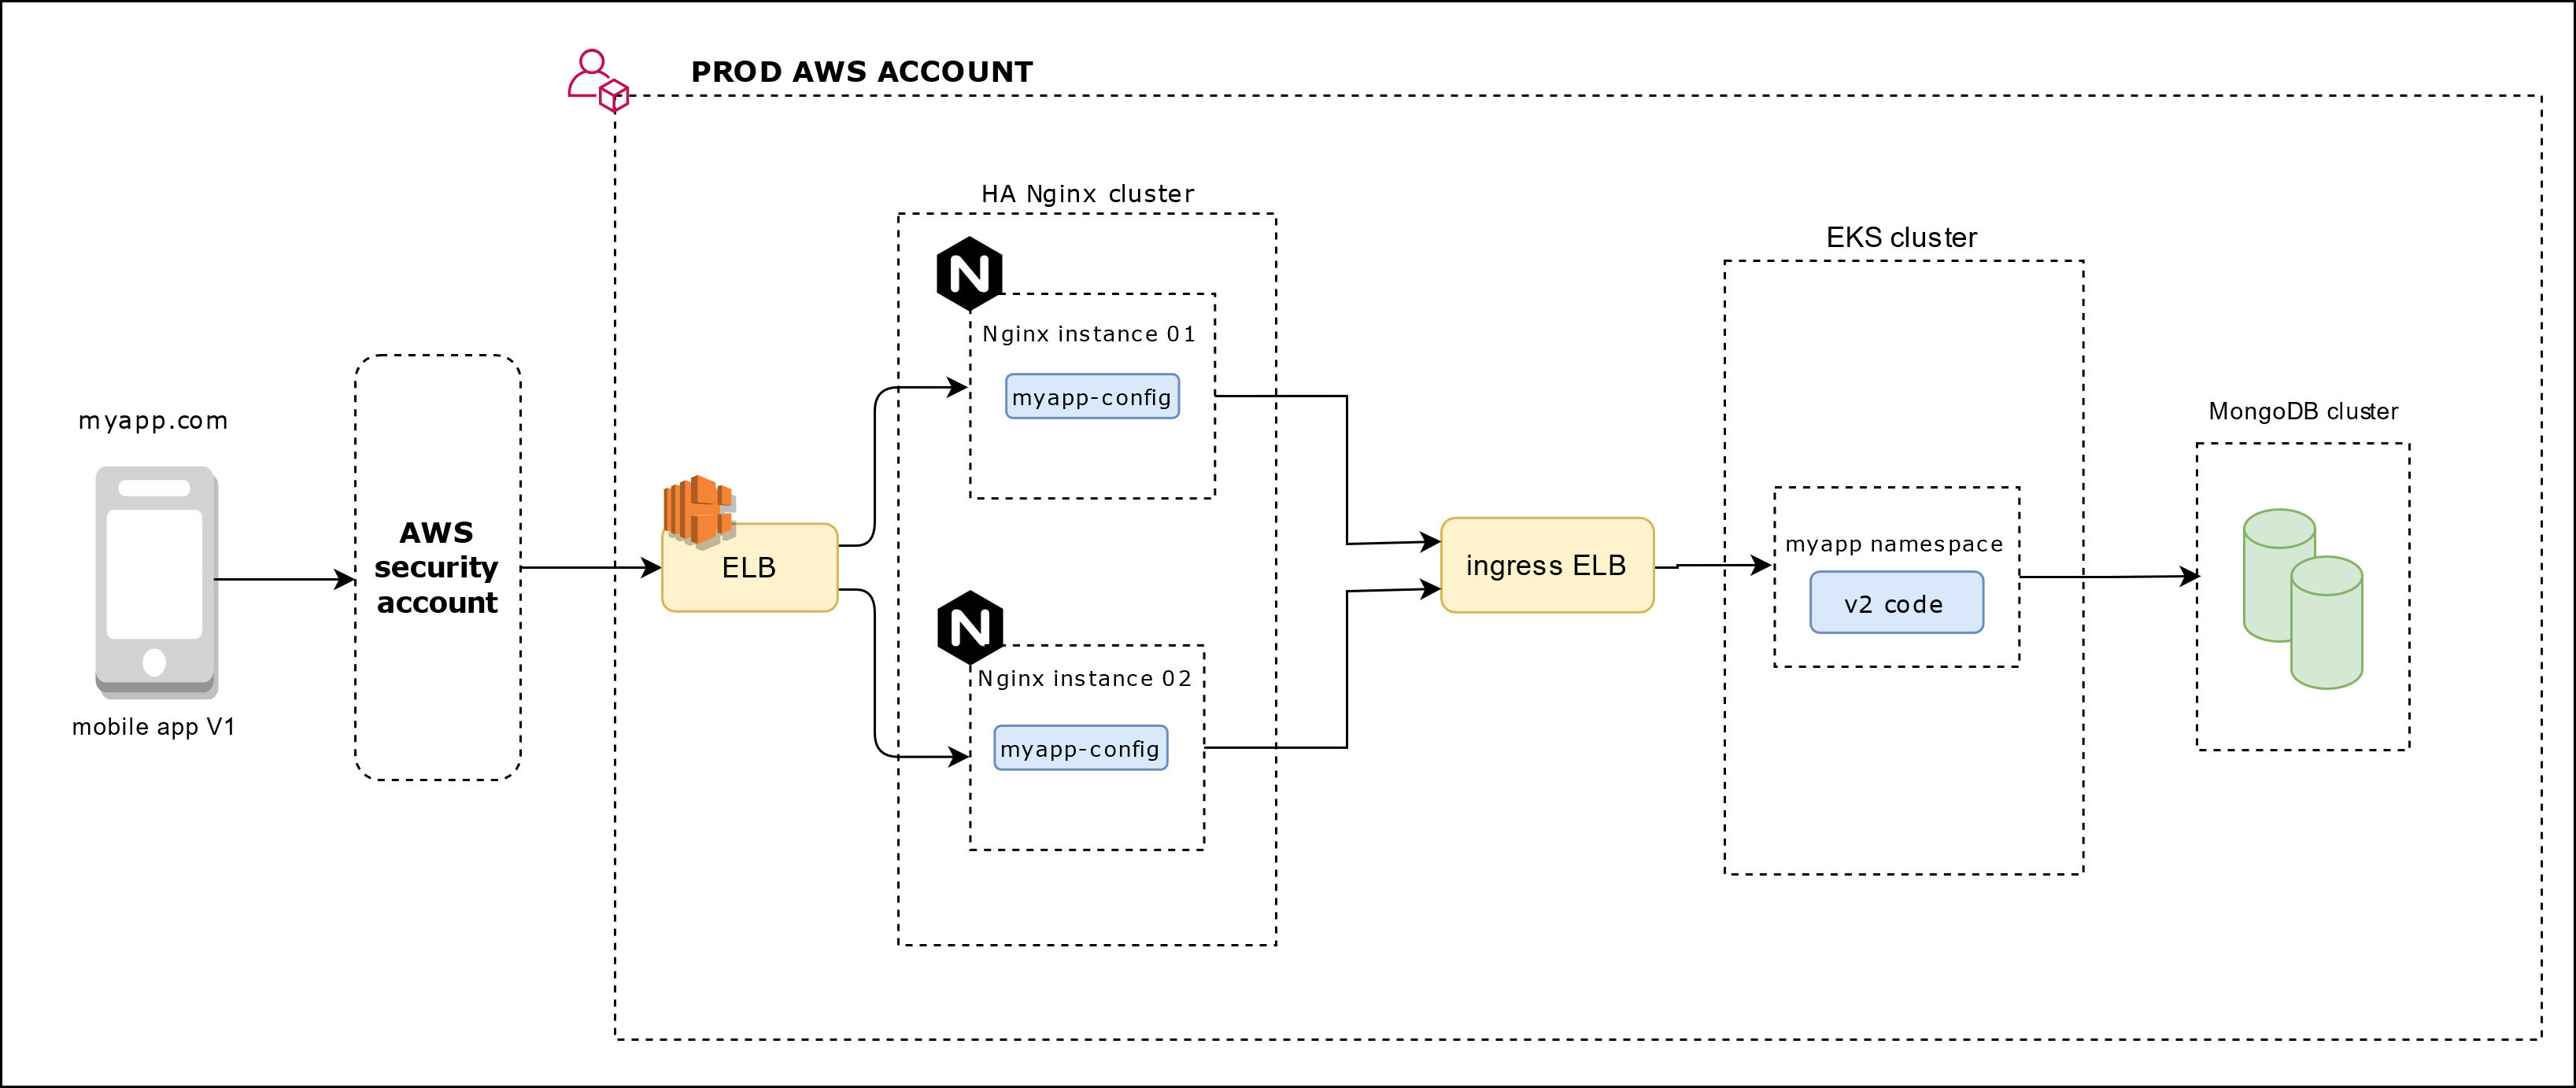 PROD AWS ACCOUNT
HA Nginx cluster
EKS cluster
Nginx instance 01
myapp-config
myapp.com
MongoDB cluster
AWS
security
account
ELB
ingress ELB
myapp namespace
v2 code
Nginx instance 02
myapp-config
mobile app V1